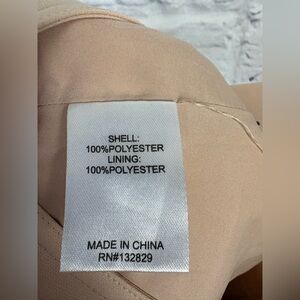 SHELL:
100%POLYESTER
LINING:
100%POLYESTER
MADE IN CHINA
RN#132829